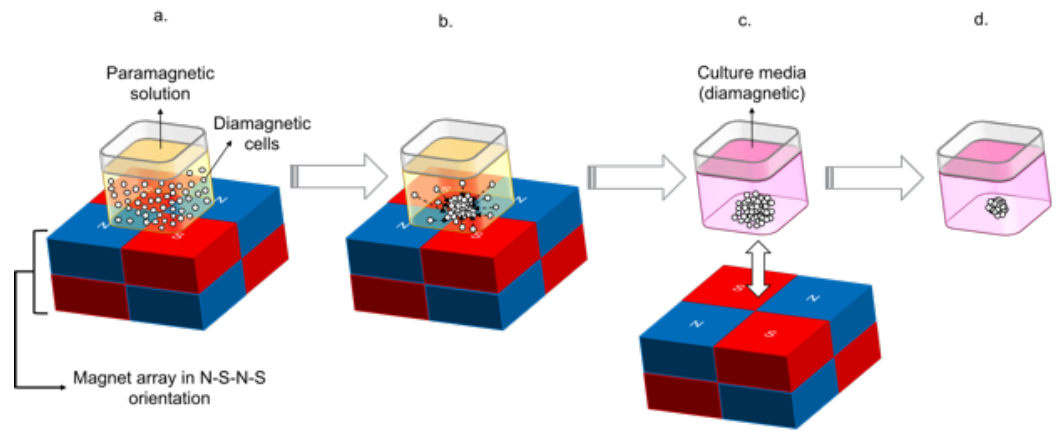 a.
b.
c.
d.
Paramagnetic
solution
Diamagnetic
cells
Culture media
(diamagnetic)
N
N
S
N
N
S
S
N
N
S
Magnet array in N-S-N-S
orientation